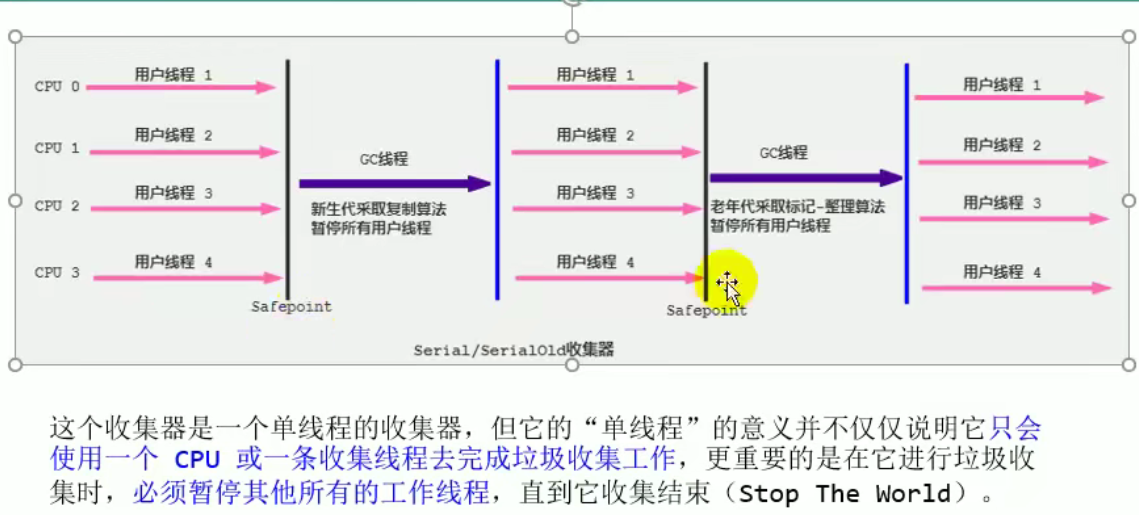 CPU 0 用户线程 1 用户线程 1 用户线程 1
CPU 1 用户线程 2 用户线程 2 用户线程 2
GC线程 GC线程
CPU 2 用户线程 3 用户线程 3 用户线程 3
新生代采取复制算法 老年代采取标记-整理算法
暂停所有用户线程 暂停所有用户线程
CPU 3 用户线程 4 用户线程 4 用户线程 4
Safepoint Safepoint
Serial/SerialOld收集器
这个收集器是一个单线程的收集器，但它的“单线程”的意义并不仅仅说明它只会
使用一个 CPU 或一条收集线程去完成垃圾收集工作，更重要的是在它进行垃圾收
集时，必须暂停其他所有的工作线程，直到它收集结束（Stop The World）。